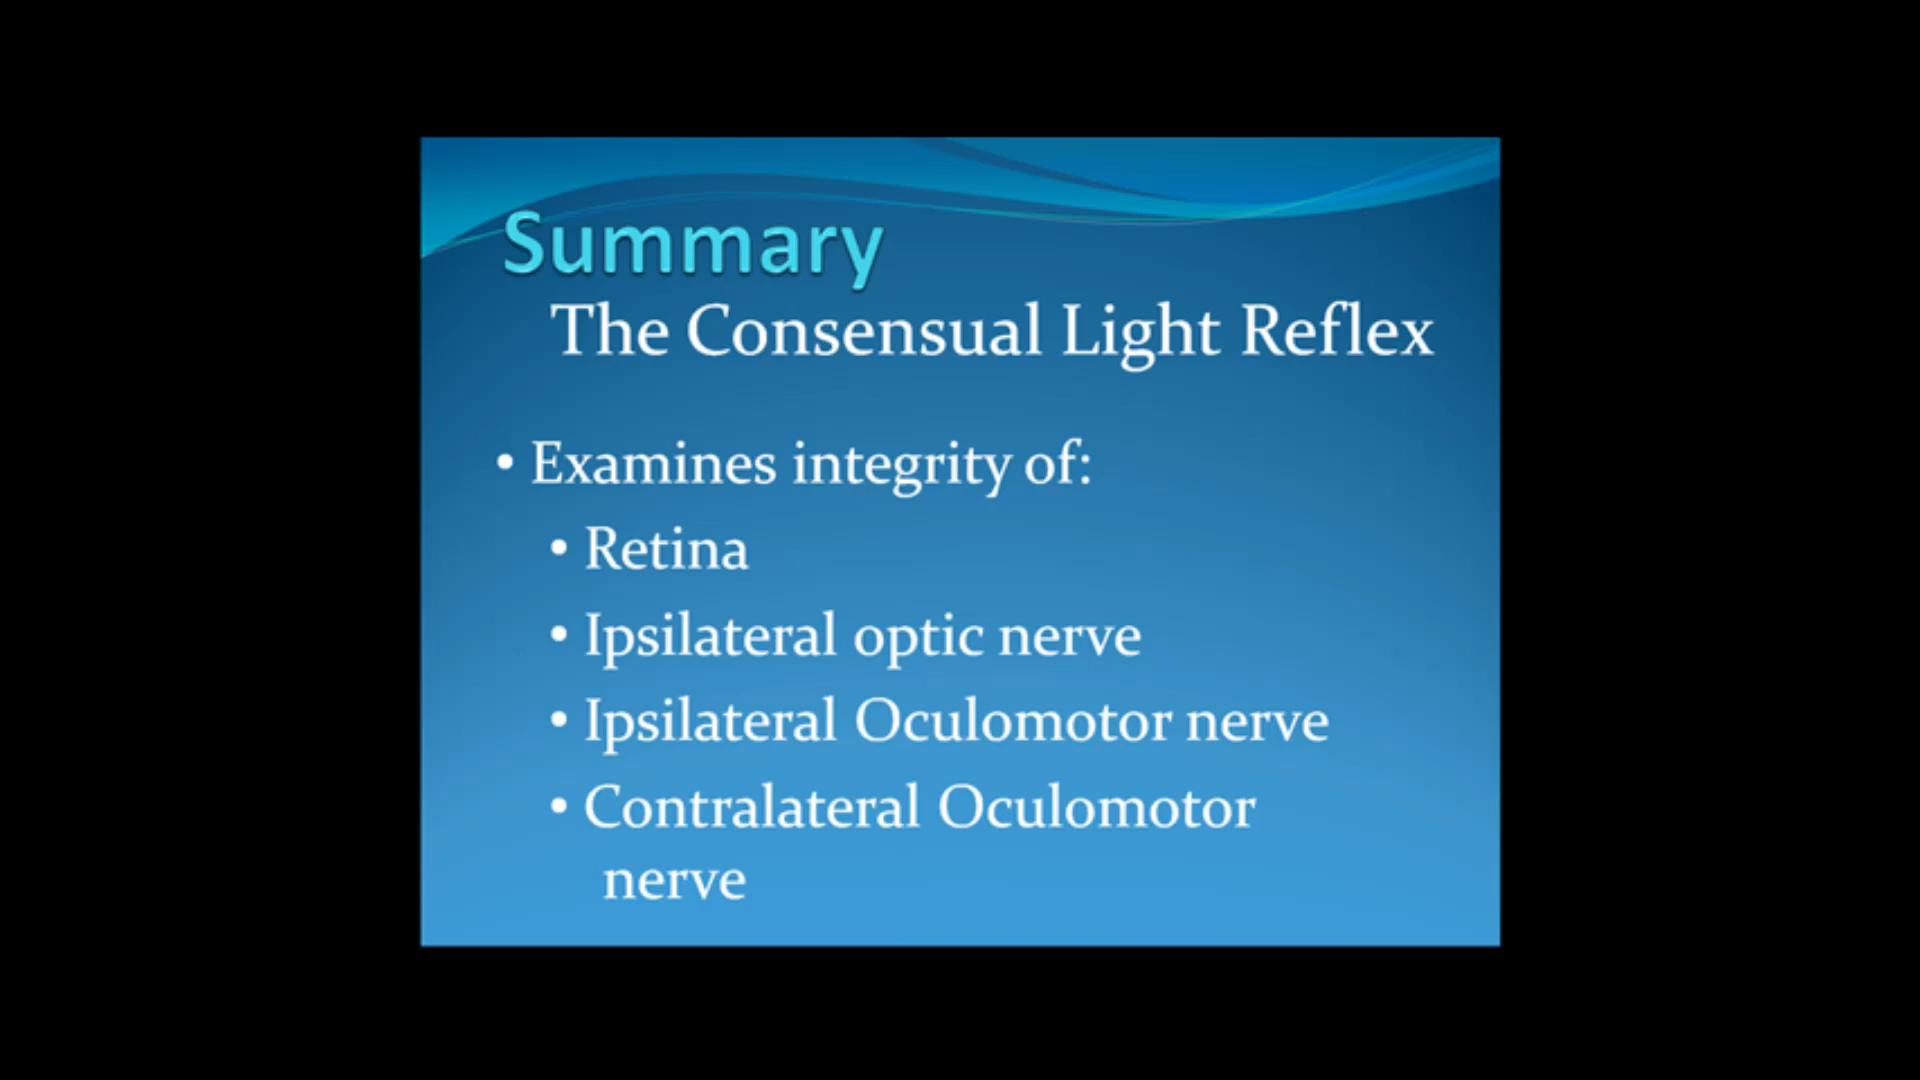 Summary
The Consensual Light Reflex
• Examines integrity of:
• Retina
• Ipsilateral optic nerve
• Ipsilateral Oculomotor nerve
• Contralateral Oculomotor
nerve